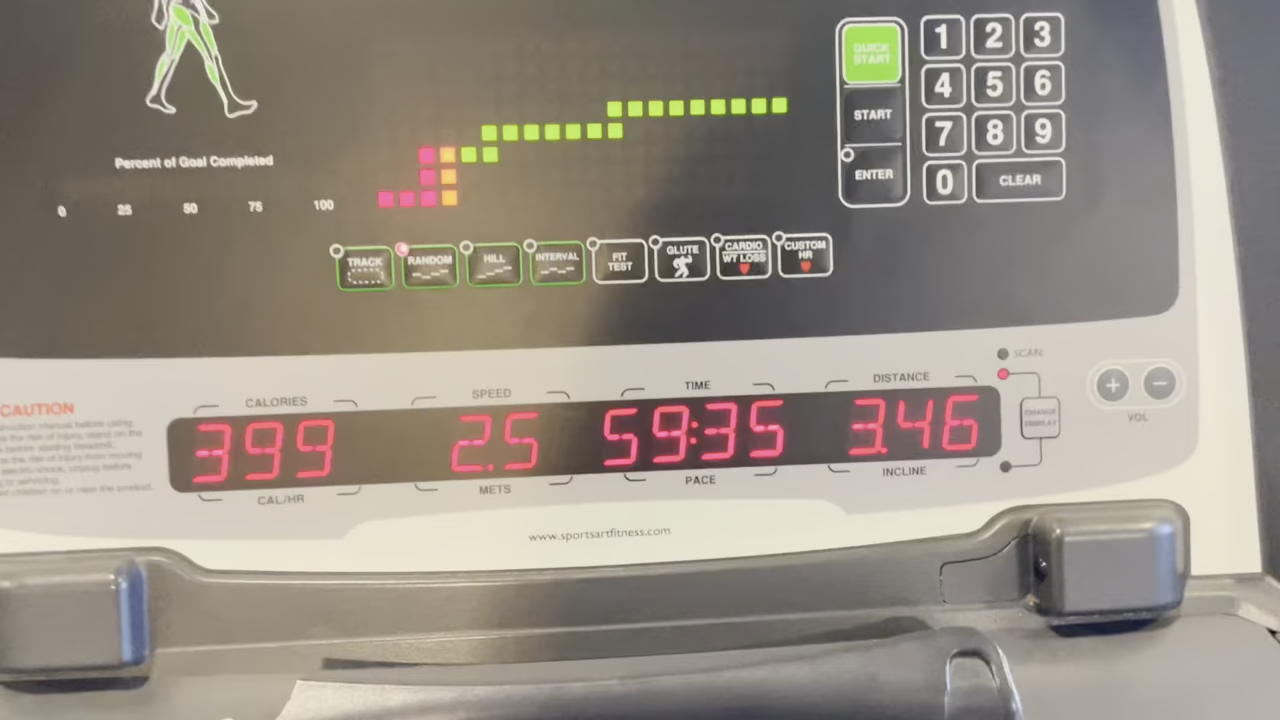 QUICK START
1 2 3
START
4 5 6
7 8 9
ENTER
0 CLEAR
Percent of Goal Completed
0 25 50 75 100
TRACK
RANDOM
HILL
INTERVAL
FIT TEST
GLUTE
CARDIO
WT LOSS
CUSTOM HR
SCAN
CALORIES SPEED TIME DISTANCE
399 2.5 59:35 3.46
CAL/HR METS PACE INCLINE
CHANGE DISPLAY
+ −
VOL
CAUTION
www.sportsartfitness.com